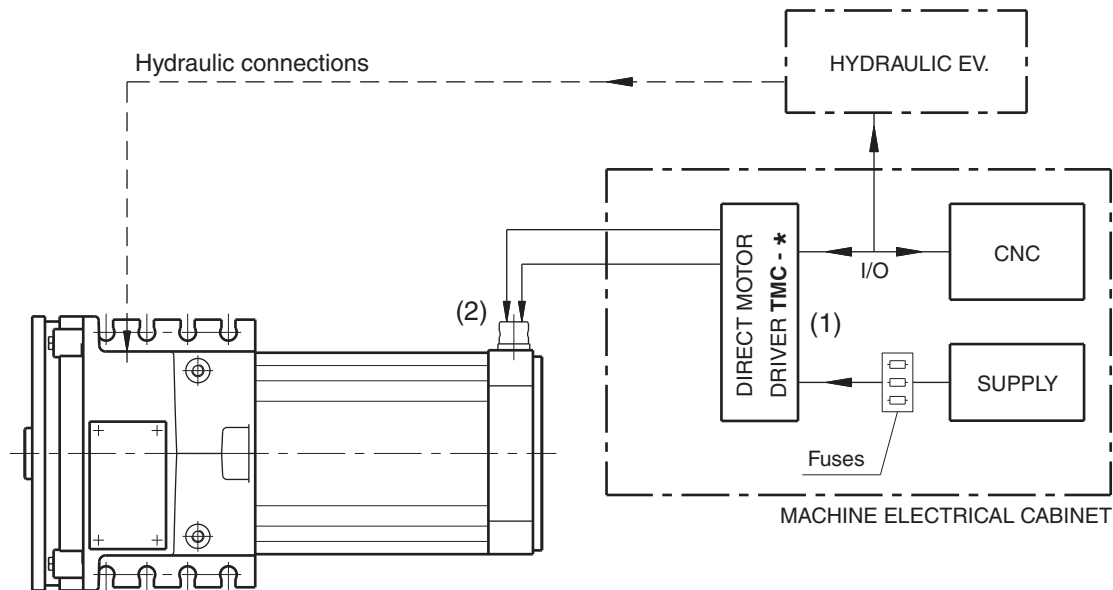 Hydraulic connections
HYDRAULIC EV.
DIRECT MOTOR
DRIVER TMC - *
(1)
I/O
CNC
(2)
SUPPLY
Fuses
MACHINE ELECTRICAL CABINET